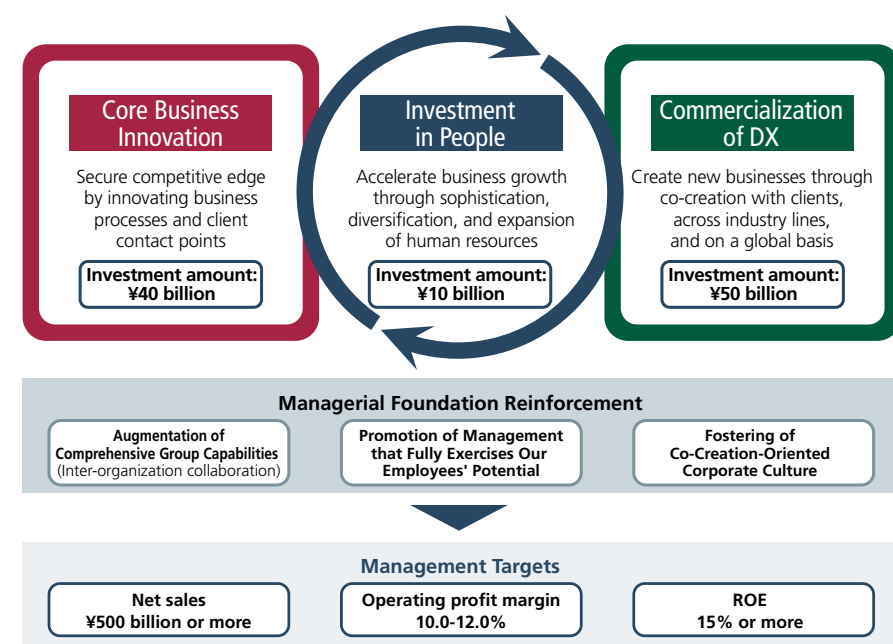 Core Business
Innovation
Secure competitive edge
by innovating business
processes and client
contact points
Investment amount:
¥40 billion
Investment
in People
Accelerate business growth
through sophistication,
diversification, and expansion
of human resources
Investment amount:
¥10 billion
Commercialization
of DX
Create new businesses through
co-creation with clients,
across industry lines,
and on a global basis
Investment amount:
¥50 billion
Managerial Foundation Reinforcement
Augmentation of
Comprehensive Group Capabilities
(Inter-organization collaboration)
Promotion of Management
that Fully Exercises Our
Employees' Potential
Fostering of
Co-Creation-Oriented
Corporate Culture
Management Targets
Net sales
¥500 billion or more
Operating profit margin
10.0-12.0%
ROE
15% or more